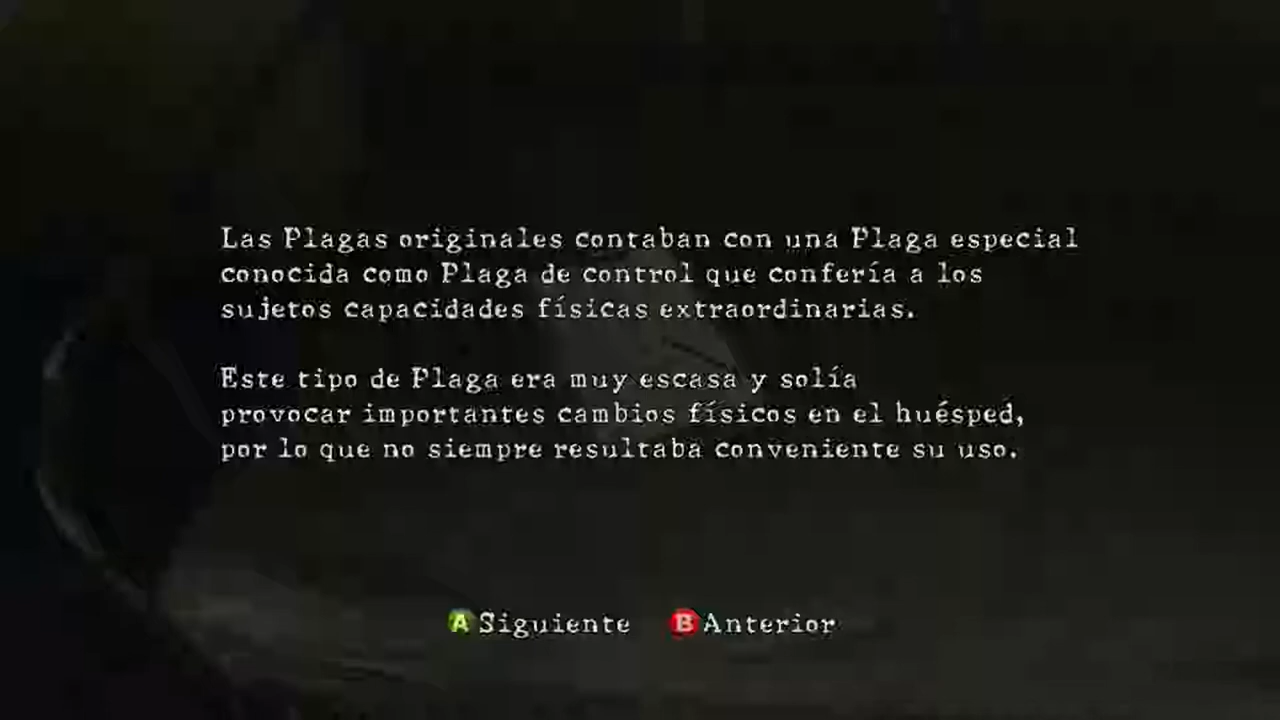 Las Plagas originales contaban con una Plaga especial
conocida como Plaga de control que confería a los
sujetos capacidades físicas extraordinarias.
Este tipo de Plaga era muy escasa y solía
provocar importantes cambios físicos en el huésped,
por lo que no siempre resultaba conveniente su uso.
A Siguiente B Anterior